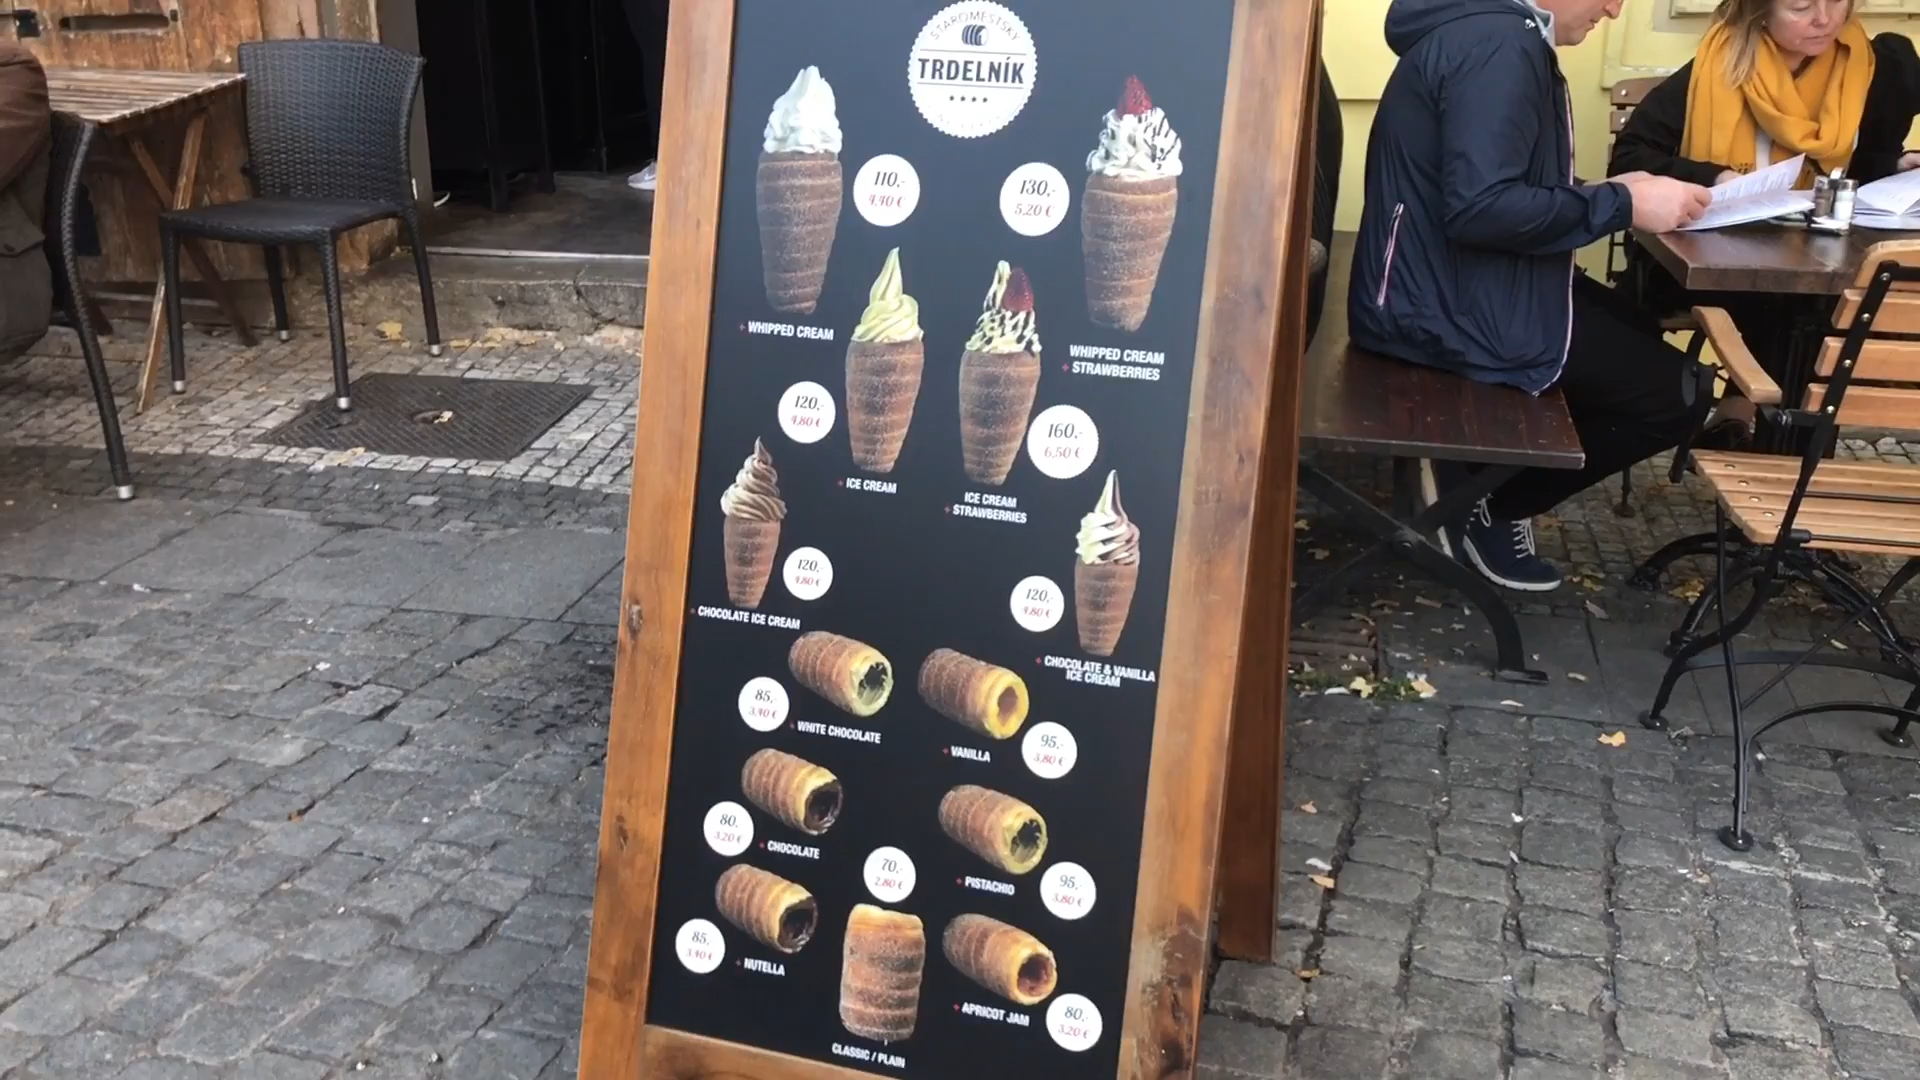 STAROMĚSTSKÝ
TRDELNÍK
110,-
4.40 €
130,-
5.20 €
+ WHIPPED CREAM
WHIPPED CREAM
+ STRAWBERRIES
120,-
4.80 €
160,-
6.50 €
+ ICE CREAM
ICE CREAM
+ STRAWBERRIES
120,-
4.80 €
120,-
4.80 €
+ CHOCOLATE ICE CREAM
+ CHOCOLATE & VANILLA
ICE CREAM
85,-
3.40 €
+ WHITE CHOCOLATE
+ VANILLA
95,-
3.80 €
80,
3.20 €
+ CHOCOLATE
70,-
2.80 €
+ PISTACHIO
95,-
3.80 €
85,
3.40 €
+ NUTELLA
+ APRICOT JAM
80,-
3.20 €
CLASSIC / PLAIN